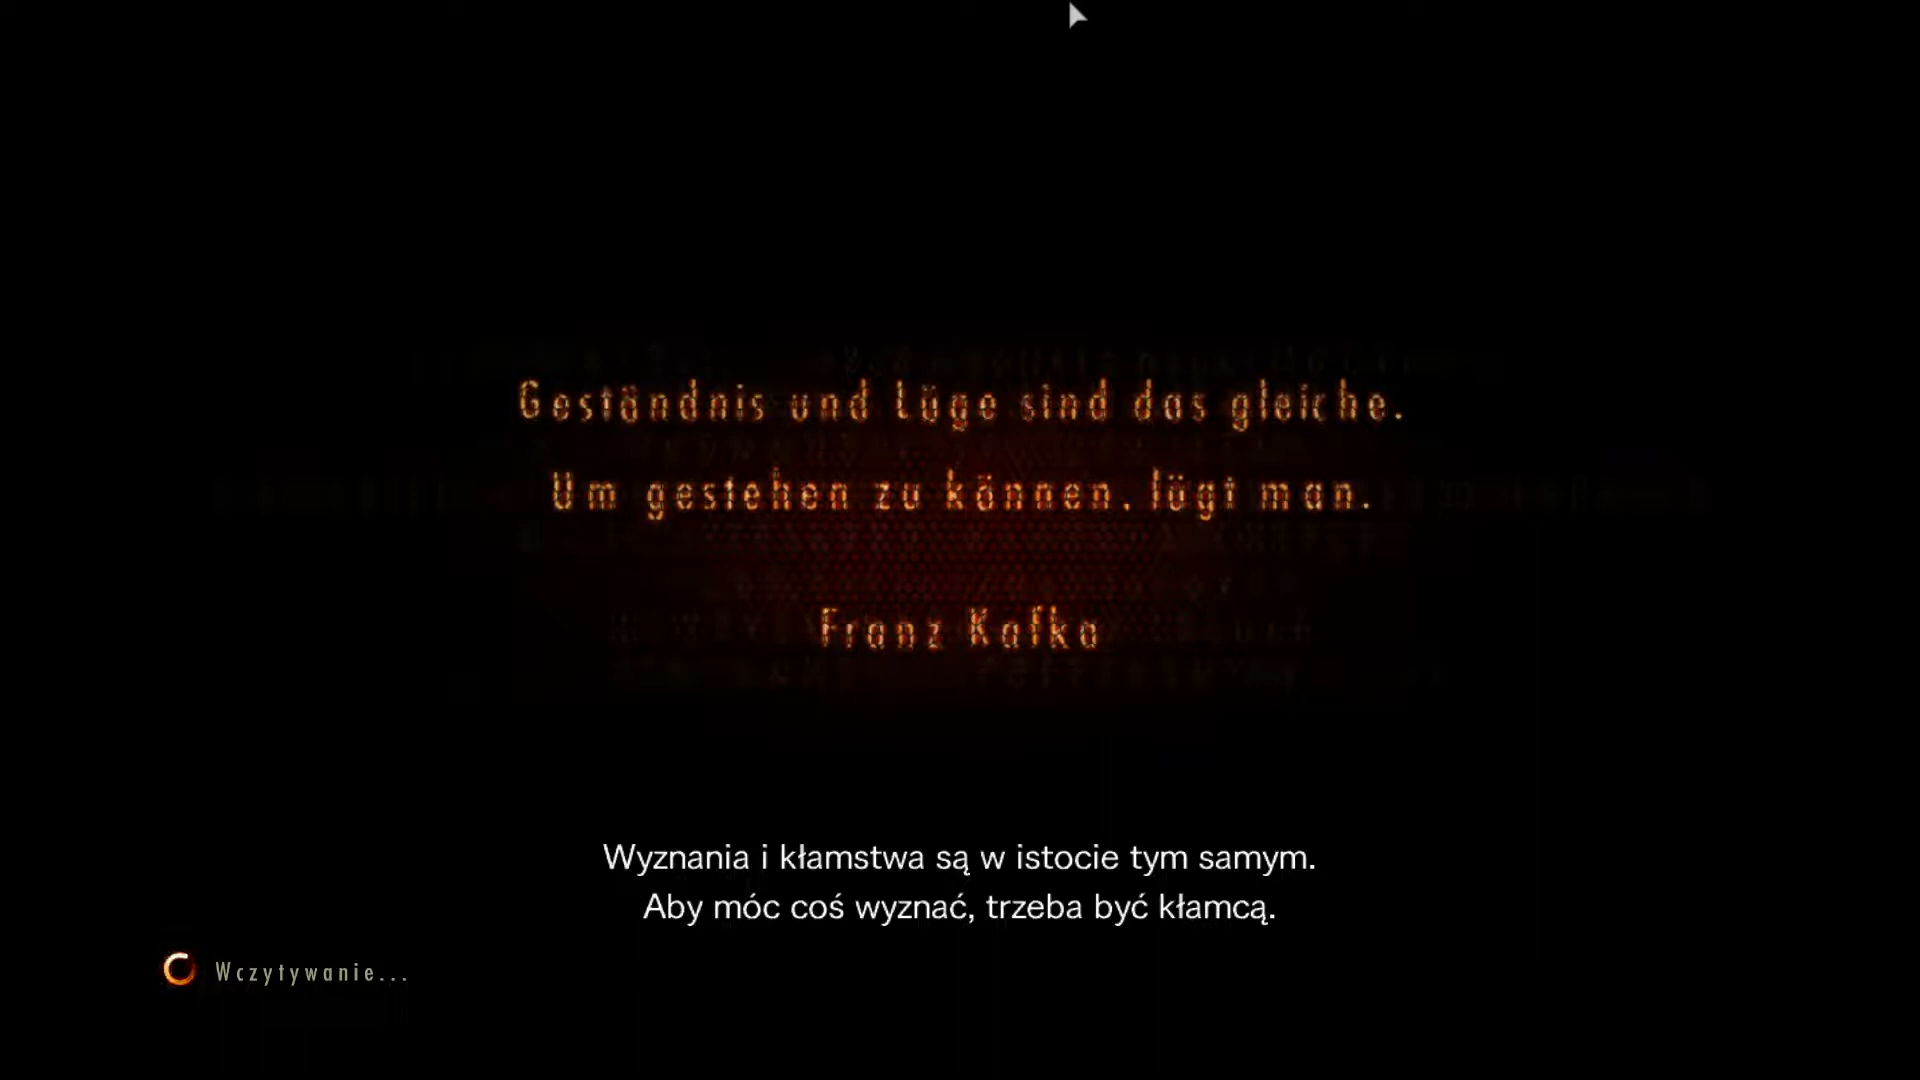 Geständnis und Lüge sind das gleiche.
Um gestehen zu können, lügt man.
Franz Kafka
Wyznania i kłamstwa są w istocie tym samym.
Aby móc coś wyznać, trzeba być kłamcą.
Wczytywanie...